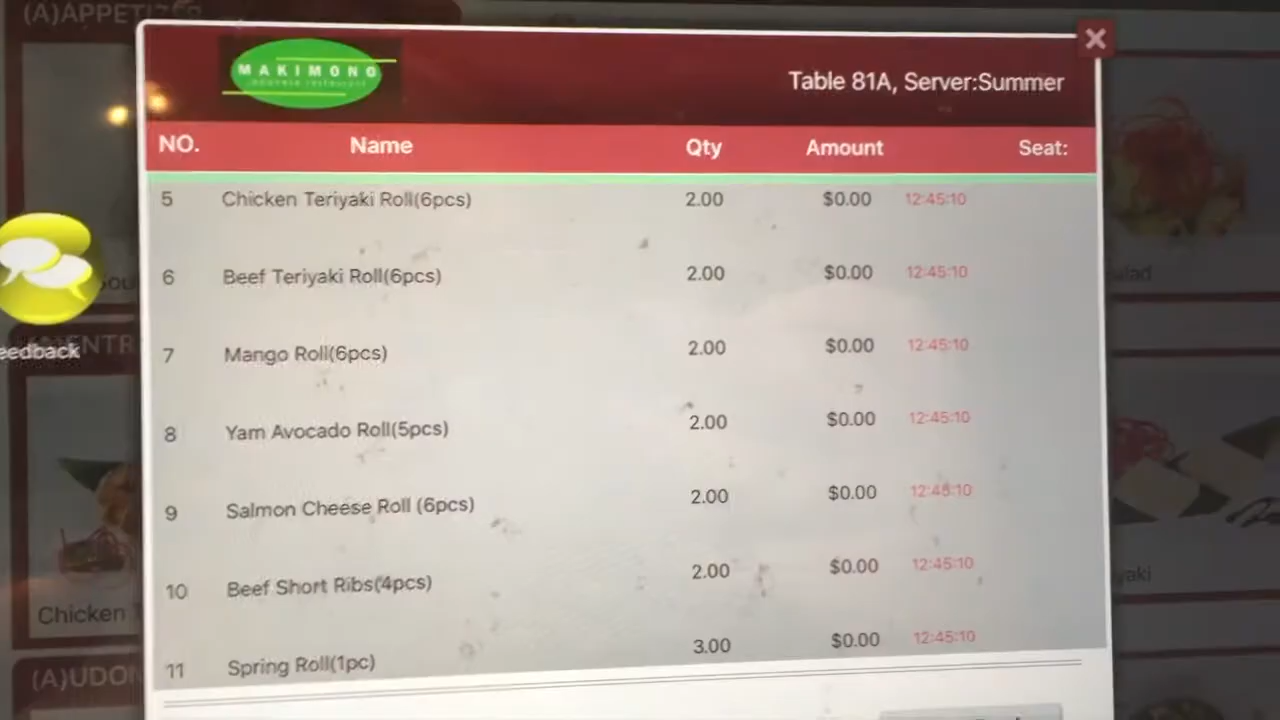 (A)APPETIZER
MAKIMONO
Table 81A, Server:Summer
NO. Name Qty Amount Seat:
5 Chicken Teriyaki Roll(6pcs) 2.00 $0.00 12:45:10
6 Beef Teriyaki Roll(6pcs) 2.00 $0.00 12:45:10
7 Mango Roll(6pcs) 2.00 $0.00 12:45:10
8 Yam Avocado Roll(5pcs) 2.00 $0.00 12:45:10
9 Salmon Cheese Roll (6pcs) 2.00 $0.00 12:45:10
10 Beef Short Ribs(4pcs) 2.00 $0.00 12:45:10
11 Spring Roll(1pc) 3.00 $0.00 12:45:10
eedback
ENTR
Chicken
(A)UDON